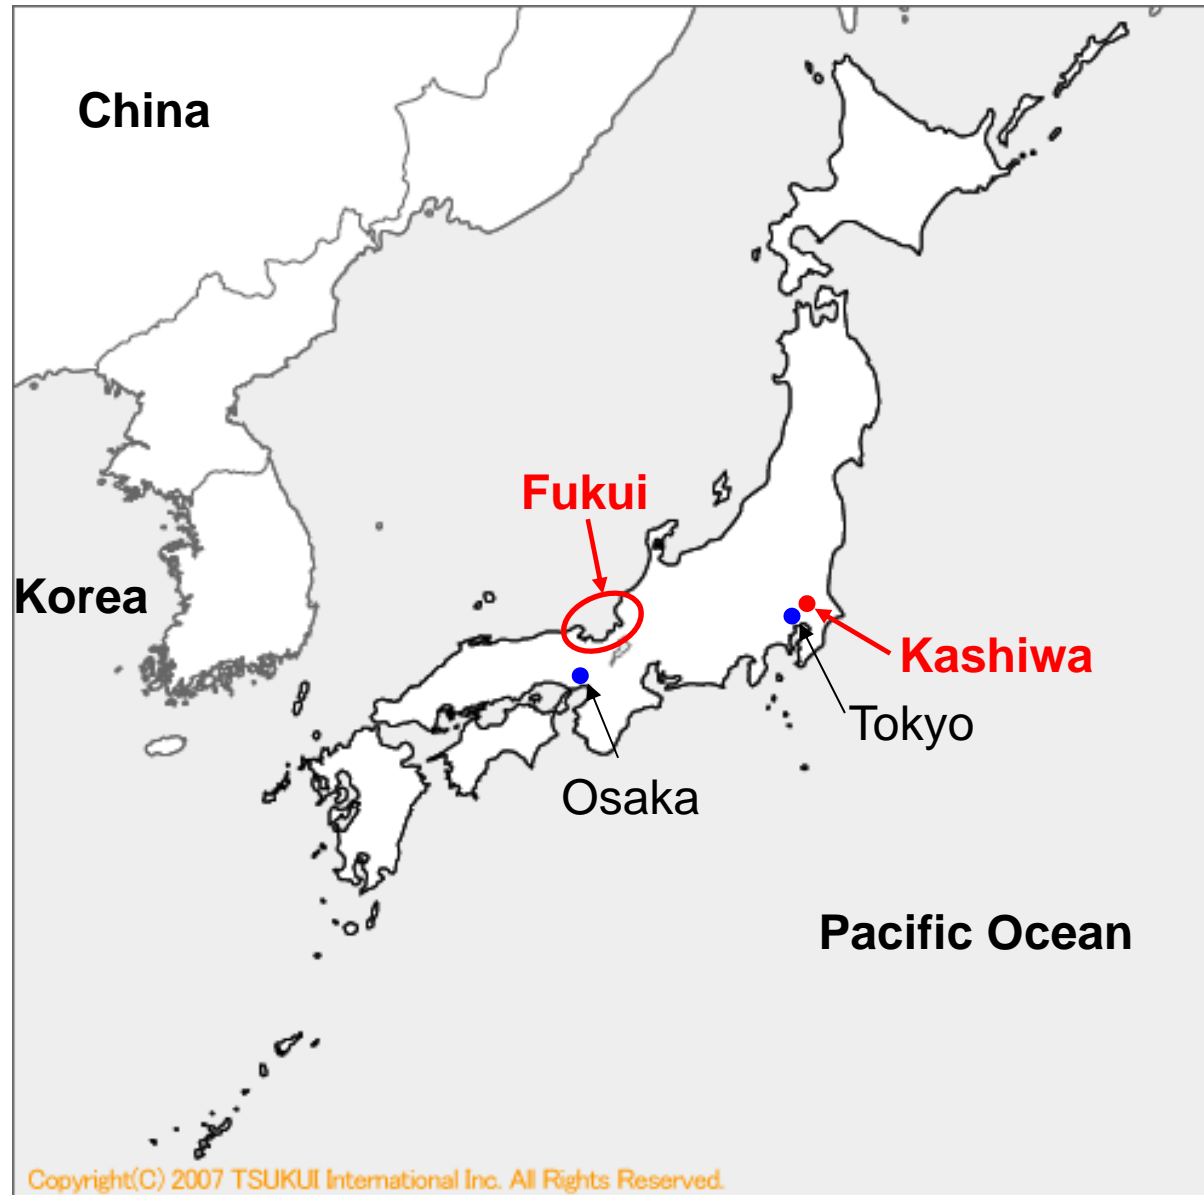 China
Fukui
Korea
Kashiwa
Tokyo
Osaka
Pacific Ocean
Copyright(C) 2007 TSUKUI International Inc. All Rights Reserved.